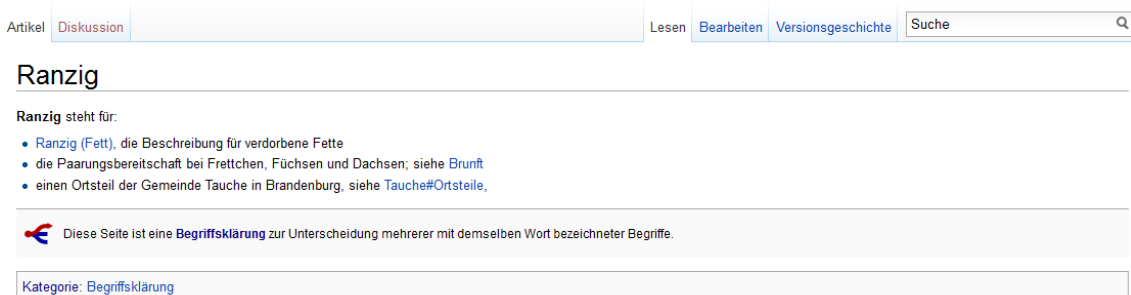 Artikel Diskussion Lesen Bearbeiten Versionsgeschichte Suche
Ranzig
Ranzig steht für:
Ranzig (Fett), die Beschreibung für verdorbene Fette
die Paarungsbereitschaft bei Frettchen, Füchsen und Dachsen; siehe Brunft
einen Ortsteil der Gemeinde Tauche in Brandenburg, siehe Tauche#Ortsteile,
Diese Seite ist eine Begriffsklärung zur Unterscheidung mehrerer mit demselben Wort bezeichneter Begriffe.
Kategorie: Begriffsklärung